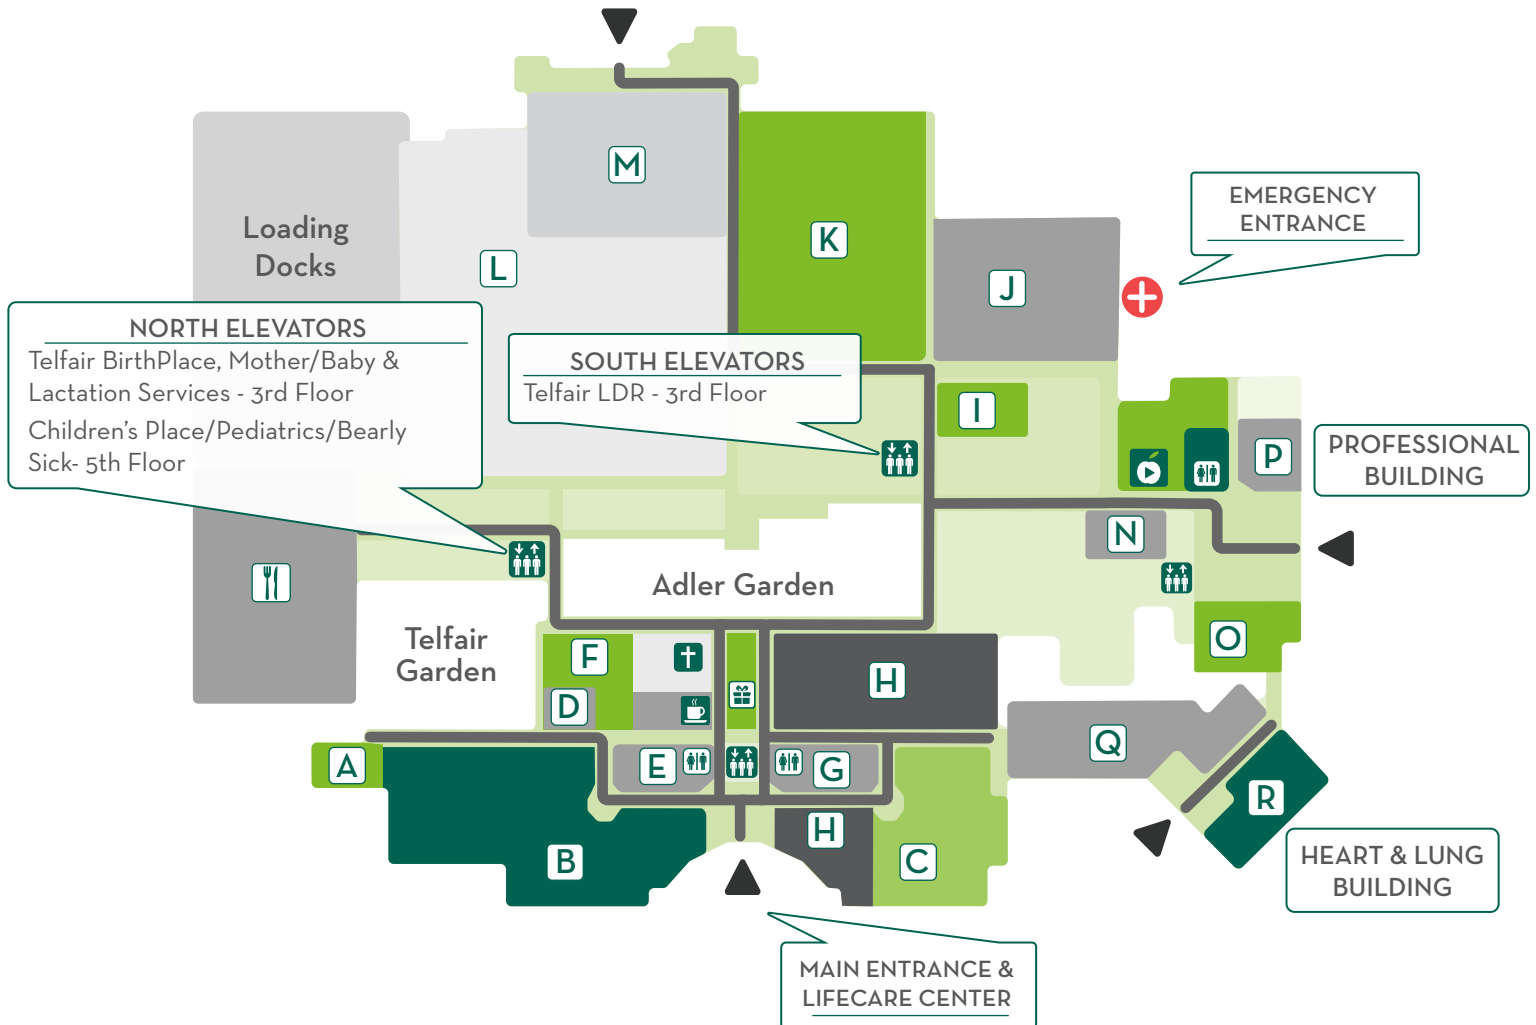 M
EMERGENCY
ENTRANCE
Loading
Docks
K
L
J
NORTH ELEVATORS
Telfair BirthPlace, Mother/Baby &
Lactation Services - 3rd Floor
Children's Place/Pediatrics/Bearly
Sick- 5th Floor
SOUTH ELEVATORS
Telfair LDR - 3rd Floor
I
P
PROFESSIONAL
BUILDING
N
Adler Garden
Telfair
Garden
O
F
D
H
A
E
G
Q
R
B
H
C
HEART & LUNG
BUILDING
MAIN ENTRANCE &
LIFECARE CENTER